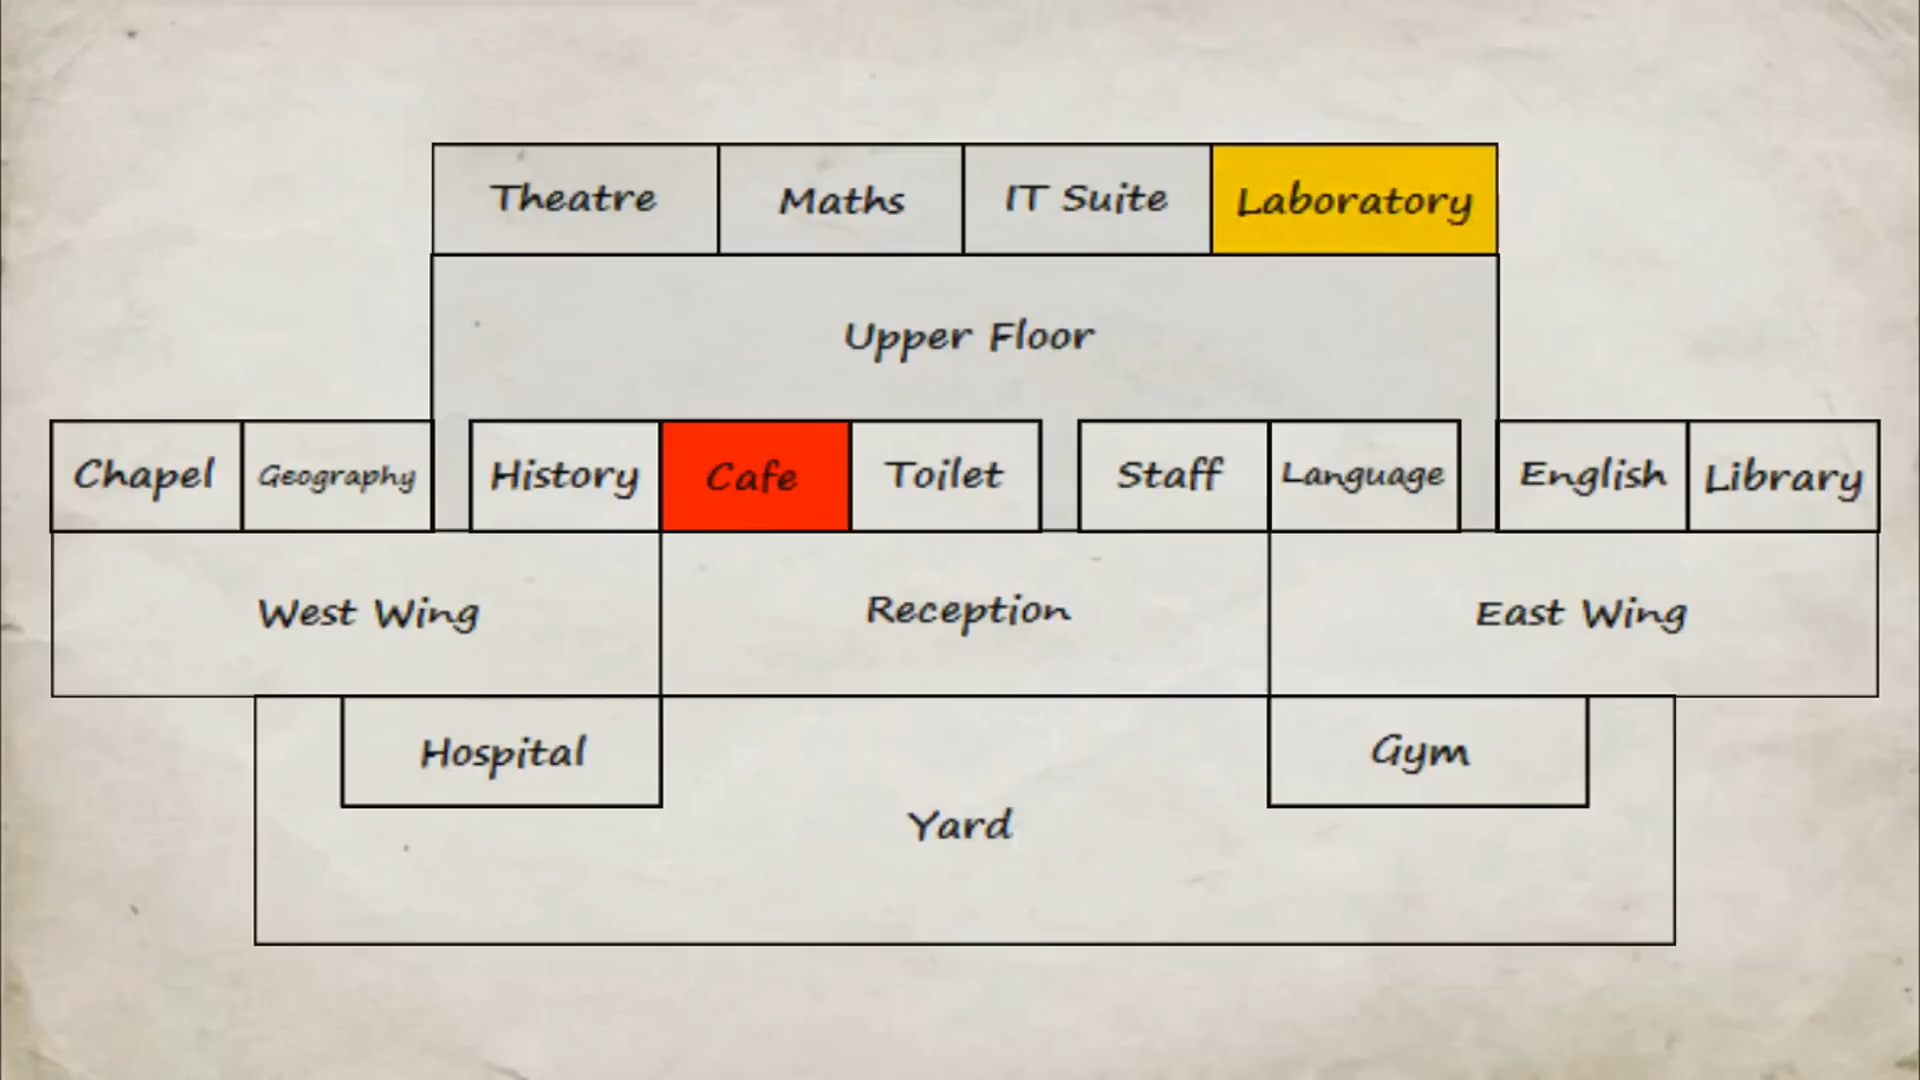 Theatre
Maths
IT Suite
Laboratory
Upper Floor
Chapel
Geography
History
Cafe
Toilet
Staff
Language
English
Library
West Wing
Reception
East Wing
Hospital
Gym
Yard